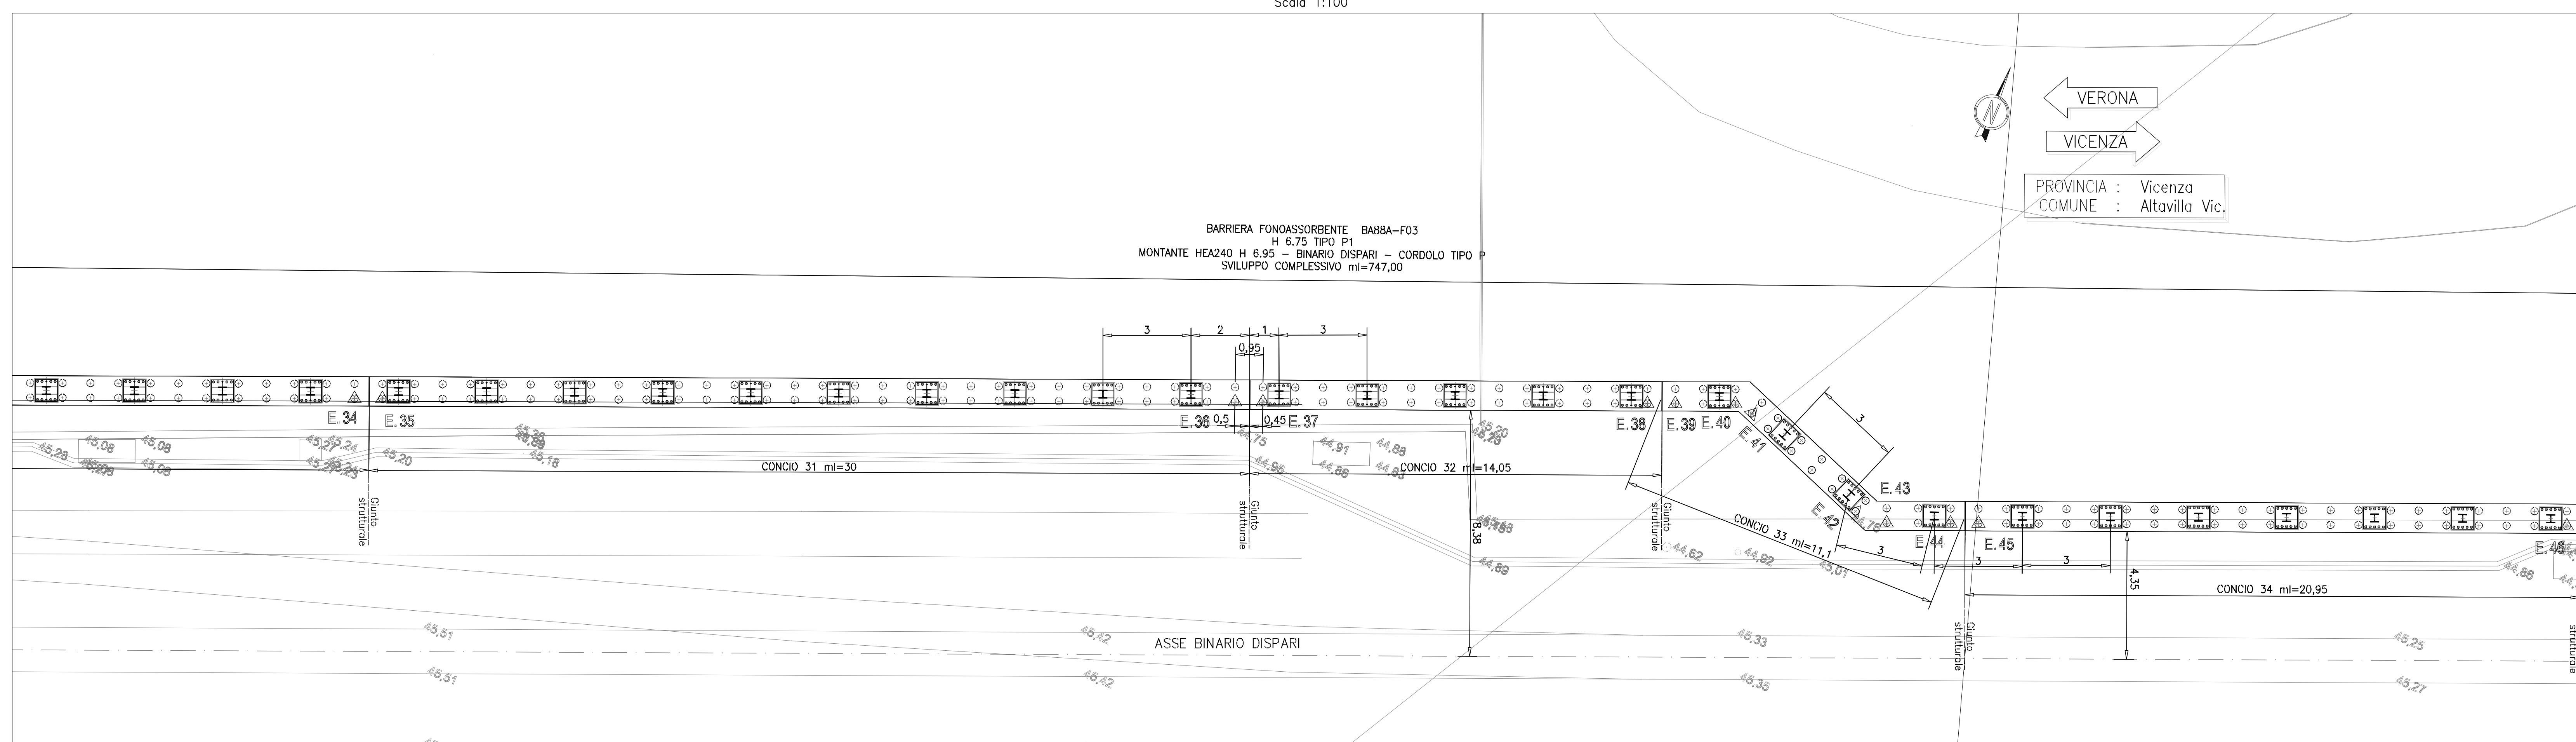 Scala 1:100
VERONA
VICENZA
PROVINCIA : Vicenza
COMUNE : Altavilla Vic.
BARRIERA FONOASSORBENTE BA88A-F03
H 6.75 TIPO P1
MONTANTE HEA240 H 6.95 - BINARIO DISPARI - CORDOLO TIPO P
SVILUPPO COMPLESSIVO ml=747,00
N
3
2
1
3
0,95
E.34
E.35
E.36
0,5
0,45
E.37
E.38
E.39
E.40
E.41
3
E.42
E.43
E.44
E.45
E.46
45,28
45,08
45,08
45,08
45,27
45,24
45,20
45,36
45,18
44,75
44,95
44,91
44,88
44,86
44,83
45,20
45,28
CONCIO 31 ml=30
CONCIO 32 ml=14,05
CONCIO 33 ml=11,1
CONCIO 34 ml=20,95
3
3
3
Giunto
strutturale
Giunto
strutturale
Giunto
strutturale
Giunto
strutturale
strutturale
8,38
4,35
44,89
44,62
44,92
45,01
44,86
45,51
45,42
45,33
45,25
ASSE BINARIO DISPARI
45,51
45,42
45,35
45,27